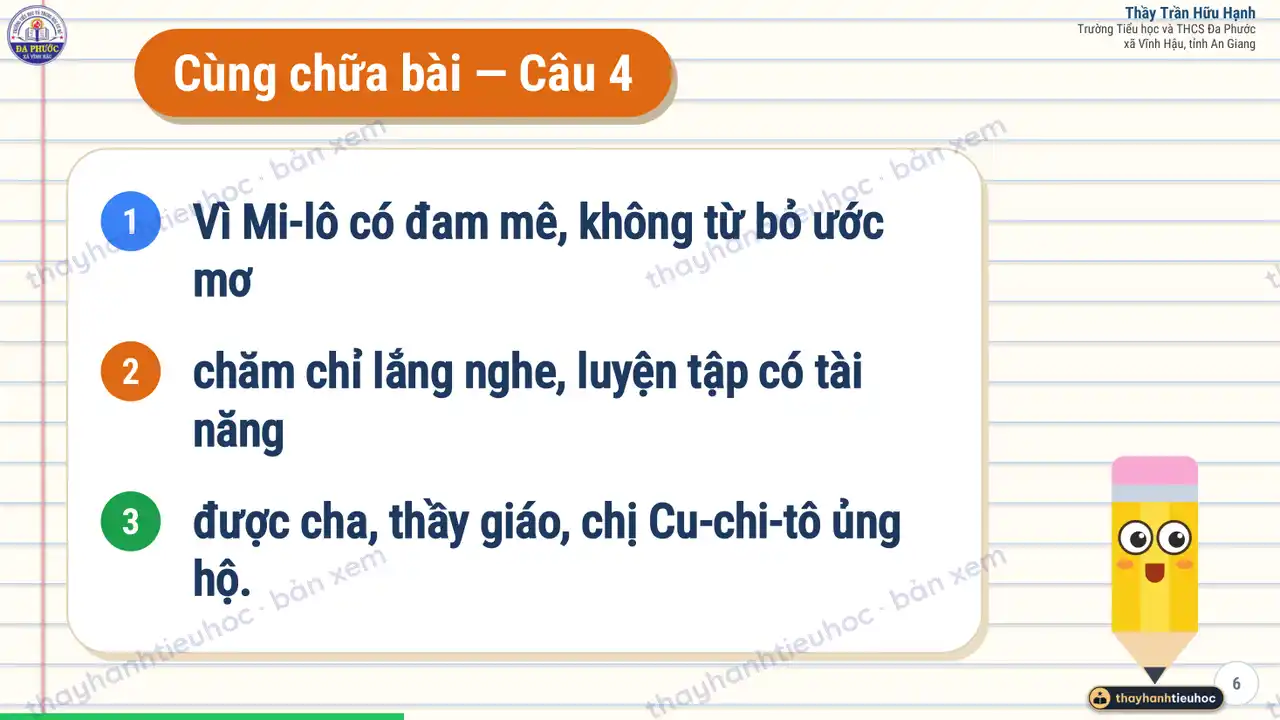 Thầy Trần Hữu Hạnh
Trường Tiểu học và THCS Đa Phước
xã Vĩnh Hậu, tỉnh An Giang
ĐA PHƯỚC
XÃ VĨNH HẬU
Cùng chữa bài – Câu 4
1 Vì Mi-lô có đam mê, không từ bỏ ước
mơ
2 chăm chỉ lắng nghe, luyện tập có tài
năng
3 được cha, thầy giáo, chị Cu-chi-tô ủng
hộ.
thayhanhtieuhoc · bản xem
thayhanhtieuhoc · bản xem
thayhanhtieuhoc · bản xem
thayhanhtieuhoc · bản xem
thayhanhtieuhoc
6